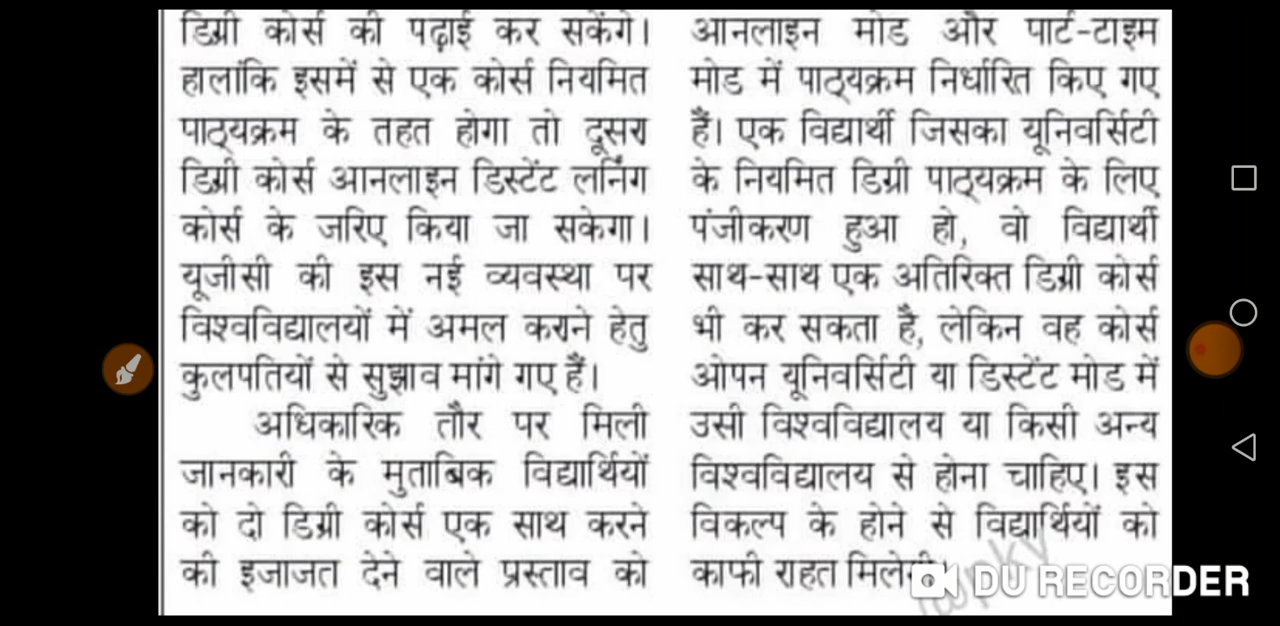 डिग्री कोर्स की पढ़ाई कर सकेंगे।
हालांकि इसमें से एक कोर्स नियमित
पाठ्यक्रम के तहत होगा तो दूसरा
डिग्री कोर्स आनलाइन डिस्टेंट लर्निंग
कोर्स के जरिए किया जा सकेगा।
यूजीसी की इस नई व्यवस्था पर
विश्वविद्यालयों में अमल कराने हेतु
कुलपतियों से सुझाव मांगे गए हैं।
अधिकारिक तौर पर मिली
जानकारी के मुताबिक विद्यार्थियों
को दो डिग्री कोर्स एक साथ करने
की इजाजत देने वाले प्रस्ताव को
आनलाइन मोड और पार्ट-टाइम
मोड में पाठ्यक्रम निर्धारित किए गए
हैं। एक विद्यार्थी जिसका यूनिवर्सिटी
के नियमित डिग्री पाठ्यक्रम के लिए
पंजीकरण हुआ हो, वो विद्यार्थी
साथ-साथ एक अतिरिक्त डिग्री कोर्स
भी कर सकता है, लेकिन वह कोर्स
ओपन यूनिवर्सिटी या डिस्टेंट मोड में
उसी विश्वविद्यालय या किसी अन्य
विश्वविद्यालय से होना चाहिए। इस
विकल्प के होने से विद्यार्थियों को
काफी राहत मिलेगी।
DU RECORDER